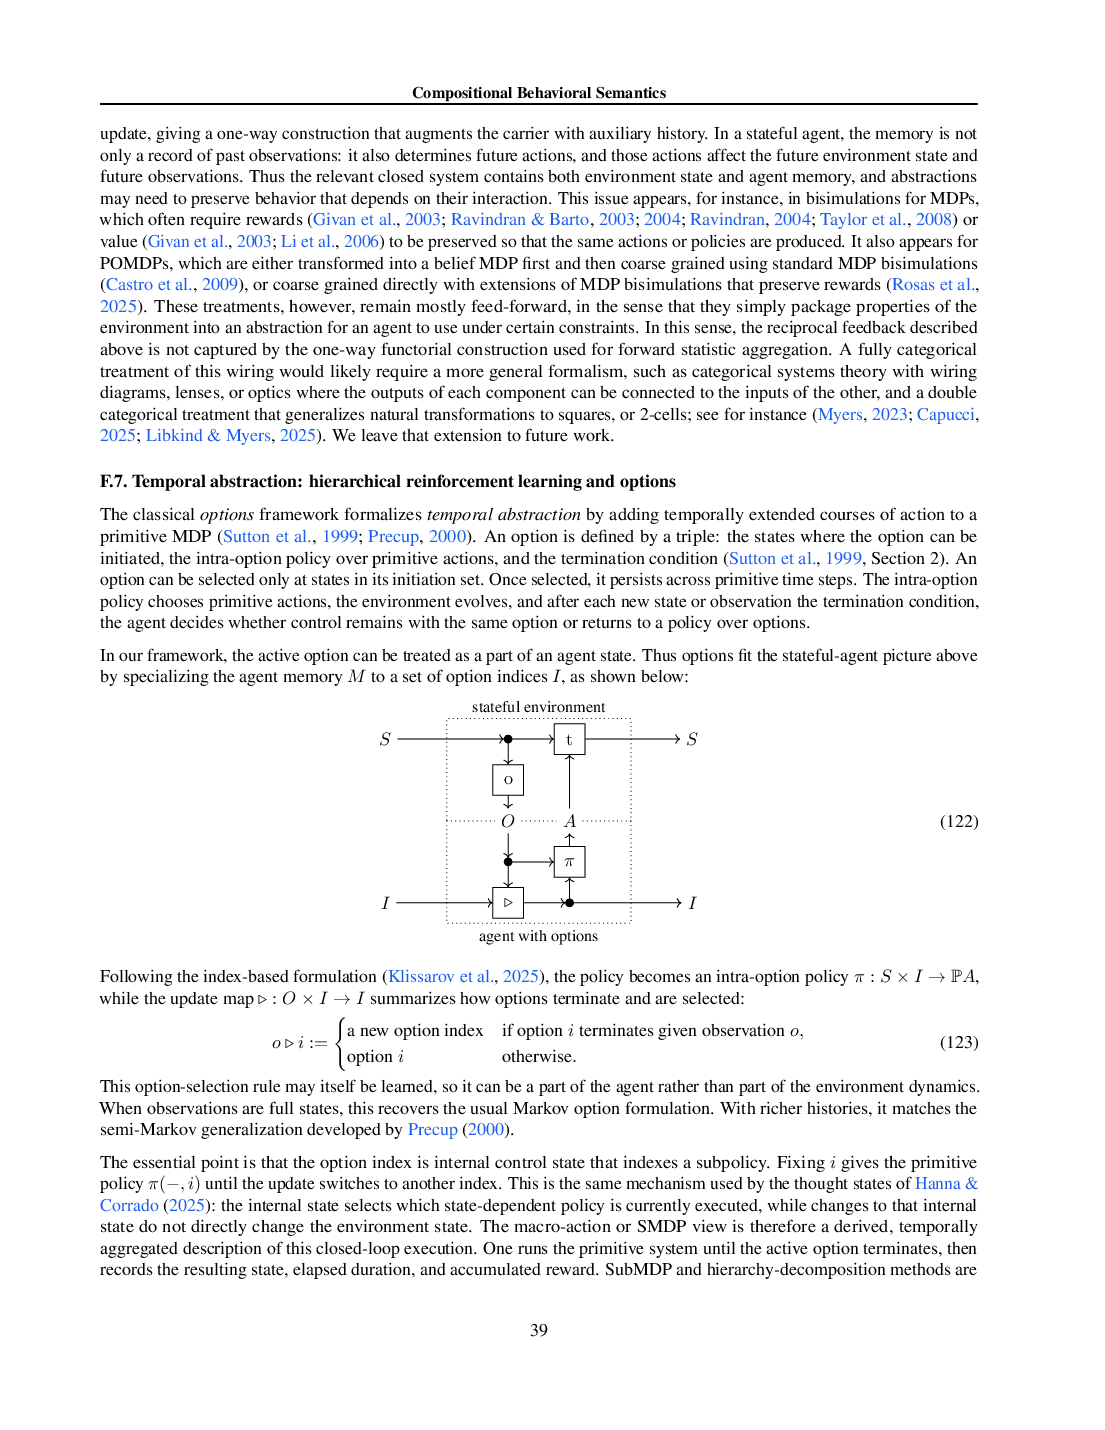 Compositional Behavioral Semantics
update, giving a one-way construction that augments the carrier with auxiliary history. In a stateful agent, the memory is not
only a record of past observations: it also determines future actions, and those actions affect the future environment state and
future observations. Thus the relevant closed system contains both environment state and agent memory, and abstractions
may need to preserve behavior that depends on their interaction. This issue appears, for instance, in bisimulations for MDPs,
which often require rewards (Givan et al., 2003; Ravindran & Barto, 2003; 2004; Ravindran, 2004; Taylor et al., 2008) or
value (Givan et al., 2003; Li et al., 2006) to be preserved so that the same actions or policies are produced. It also appears for
POMDPs, which are either transformed into a belief MDP first and then coarse grained using standard MDP bisimulations
(Castro et al., 2009), or coarse grained directly with extensions of MDP bisimulations that preserve rewards (Rosas et al.,
2025). These treatments, however, remain mostly feed-forward, in the sense that they simply package properties of the
environment into an abstraction for an agent to use under certain constraints. In this sense, the reciprocal feedback described
above is not captured by the one-way functorial construction used for forward statistic aggregation. A fully categorical
treatment of this wiring would likely require a more general formalism, such as categorical systems theory with wiring
diagrams, lenses, or optics where the outputs of each component can be connected to the inputs of the other, and a double
categorical treatment that generalizes natural transformations to squares, or 2-cells; see for instance (Myers, 2023; Capucci,
2025; Libkind & Myers, 2025). We leave that extension to future work.
F.7. Temporal abstraction: hierarchical reinforcement learning and options
The classical options framework formalizes temporal abstraction by adding temporally extended courses of action to a
primitive MDP (Sutton et al., 1999; Precup, 2000). An option is defined by a triple: the states where the option can be
initiated, the intra-option policy over primitive actions, and the termination condition (Sutton et al., 1999, Section 2). An
option can be selected only at states in its initiation set. Once selected, it persists across primitive time steps. The intra-option
policy chooses primitive actions, the environment evolves, and after each new state or observation the termination condition,
the agent decides whether control remains with the same option or returns to a policy over options.
In our framework, the active option can be treated as a part of an agent state. Thus options fit the stateful-agent picture above
by specializing the agent memory M to a set of option indices I, as shown below:
stateful environment
S t S
o
O A (122)
π
I ▹ I
agent with options
Following the index-based formulation (Klissarov et al., 2025), the policy becomes an intra-option policy π : S × I → ℙA,
while the update map ▹ : O × I → I summarizes how options terminate and are selected:
o ▹ i := { a new option index if option i terminates given observation o,
option i otherwise. (123)
This option-selection rule may itself be learned, so it can be a part of the agent rather than part of the environment dynamics.
When observations are full states, this recovers the usual Markov option formulation. With richer histories, it matches the
semi-Markov generalization developed by Precup (2000).
The essential point is that the option index is internal control state that indexes a subpolicy. Fixing i gives the primitive
policy π(−, i) until the update switches to another index. This is the same mechanism used by the thought states of Hanna &
Corrado (2025): the internal state selects which state-dependent policy is currently executed, while changes to that internal
state do not directly change the environment state. The macro-action or SMDP view is therefore a derived, temporally
aggregated description of this closed-loop execution. One runs the primitive system until the active option terminates, then
records the resulting state, elapsed duration, and accumulated reward. SubMDP and hierarchy-decomposition methods are
39